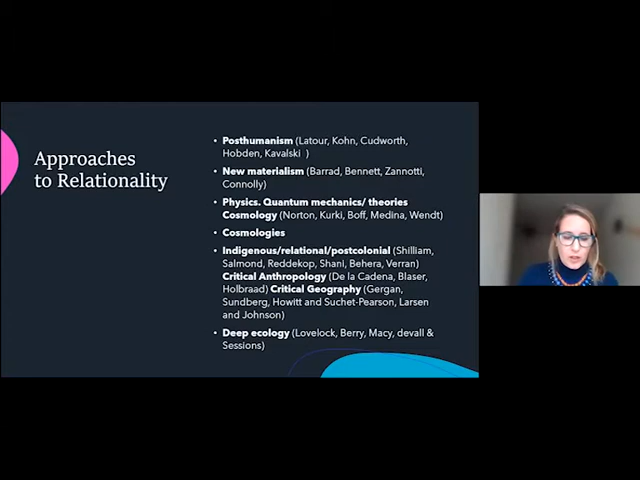 Approaches
to Relationality
• Posthumanism (Latour, Kohn, Cudworth,
Hobden, Kavalski )
• New materialism (Barrad, Bennett, Zannotti,
Connolly)
• Physics. Quantum mechanics/ theories
Cosmology (Norton, Kurki, Boff, Medina, Wendt)
• Cosmologies
• Indigenous/relational/postcolonial (Shilliam,
Salmond, Reddekop, Shani, Behera, Verran)
Critical Anthropology (De la Cadena, Blaser,
Holbraad) Critical Geography (Gergan,
Sundberg, Howitt and Suchet-Pearson, Larsen
and Johnson)
• Deep ecology (Lovelock, Berry, Macy, devall &
Sessions)